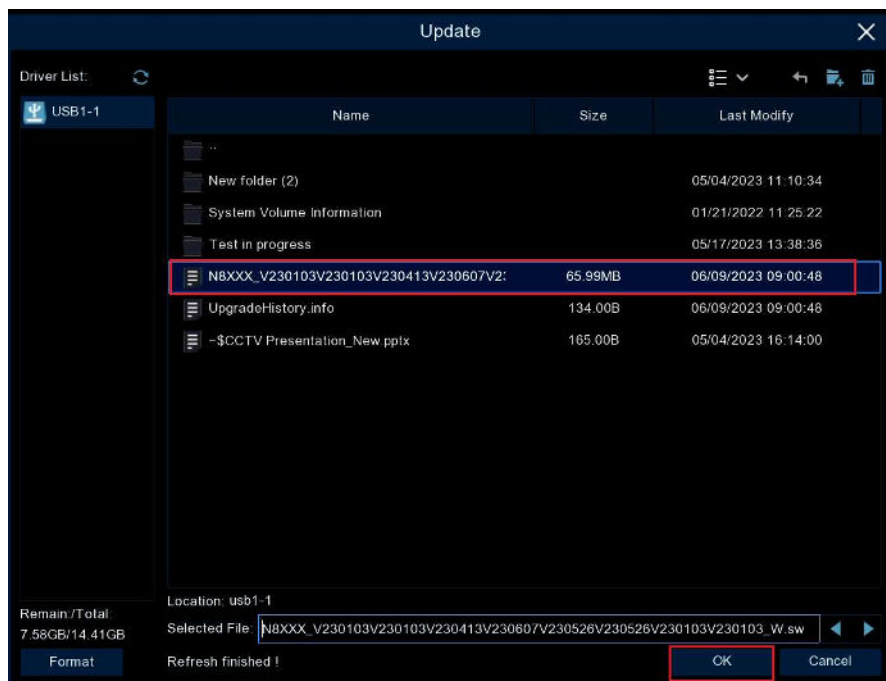 Update
Driver List:
USB1-1
Name Size Last Modify
..
New folder (2) 05/04/2023 11:10:34
System Volume Information 01/21/2022 11:25:22
Test in progress 05/17/2023 13:38:36
N8XXX_V230103V230103V230413V230607V2: 65.99MB 06/09/2023 09:00:48
UpgradeHistory.info 134.00B 06/09/2023 09:00:48
~$CCTV Presentation_New.pptx 165.00B 05/04/2023 16:14:00
Location: usb1-1
Remain:/Total:
7.58GB/14.41GB
Selected File: N8XXX_V230103V230103V230413V230607V230526V230526V230103V230103_W.sw
Format Refresh finished ! OK Cancel